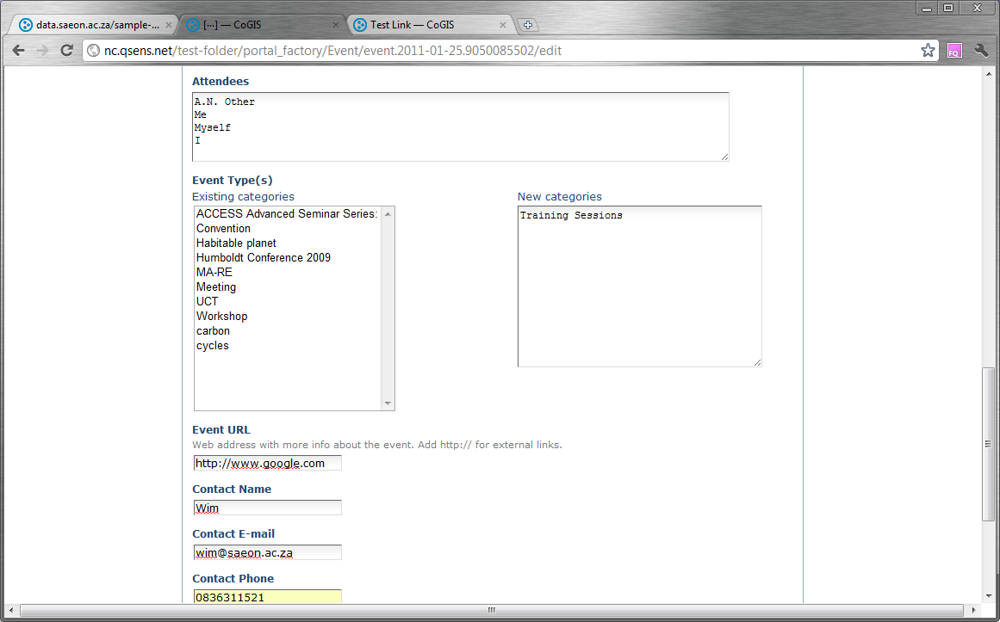 data.saeon.ac.za/sample-...
[...] — CoGIS
Test Link — CoGIS
nc.qsens.net/test-folder/portal_factory/Event/event.2011-01-25.9050085502/edit
FQ
Attendees
A.N. Other
Me
Myself
I
Event Type(s)
Existing categories
New categories
ACCESS Advanced Seminar Series:
Convention
Habitable planet
Humboldt Conference 2009
MA-RE
Meeting
UCT
Workshop
carbon
cycles
Training Sessions
Event URL
Web address with more info about the event. Add http:// for external links.
http://www.google.com
Contact Name
Wim
Contact E-mail
wim@saeon.ac.za
Contact Phone
0836311521